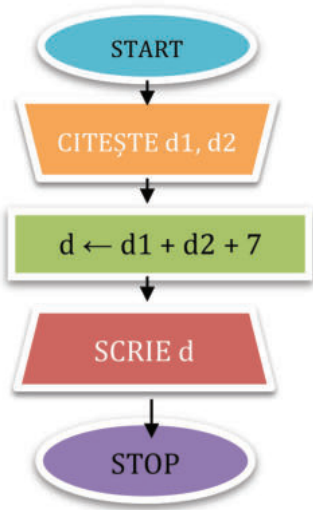 START
CITEȘTE d1, d2
d ← d1 + d2 + 7
SCRIE d
STOP